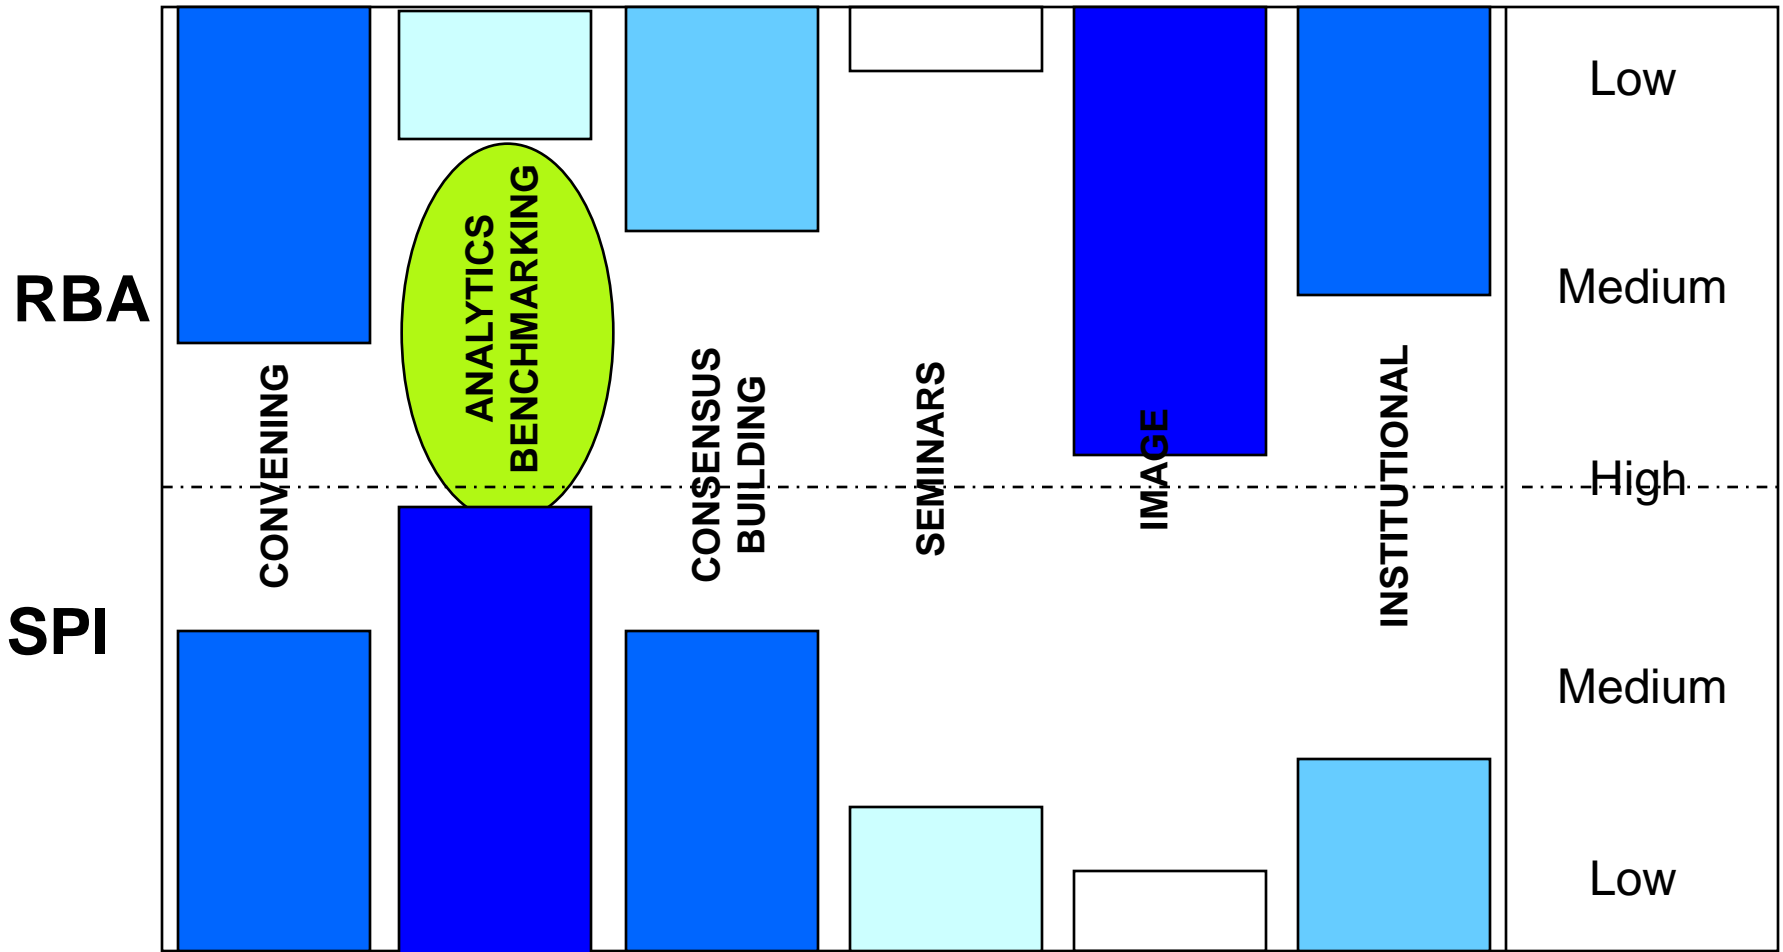 RBA
SPI
CONVENING
ANALYTICS
BENCHMARKING
CONSENSUS
BUILDING
SEMINARS
IMAGE
INSTITUTIONAL
Low
Medium
High
Medium
Low